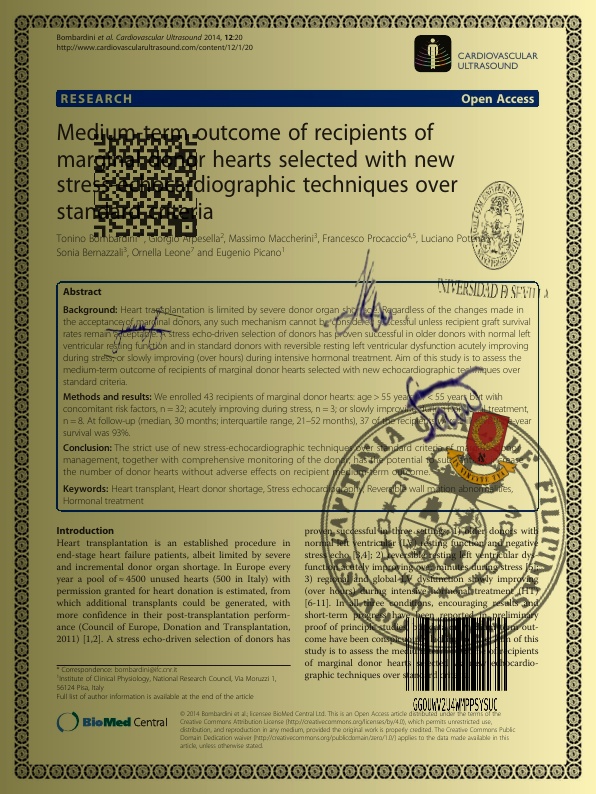 Bombardini et al. Cardiovascular Ultrasound 2014, 12:20
http://www.cardiovascularultrasound.com/content/12/1/20
CARDIOVASCULAR
ULTRASOUND
RESEARCH
Open Access
Medium-term outcome of recipients of
marginal donor hearts selected with new
stress-echocardiographic techniques over
standard criteria
Tonino Bombardini, Giorgio Arpesella2, Massimo Maccherini3, Francesco Procaccio4,5, Luciano
Sonia Bernazzali3, Ornella Leone7 and Eugenio Picano1
Abstract
Background: Heart transplantation is limited by severe donor organ shortage. Regardless of the changes made in
the acceptance of marginal donors, any such mechanism cannot be considered successful unless recipient graft survival
rates remain acceptable. A stress echo-driven selection of donors has proven successful in older donors with normal left
ventricular resting function and in standard donors with reversible resting left ventricular dysfunction acutely improving
during stress, or slowly improving (over hours) during intensive hormonal treatment. Aim of this study is to assess the
medium-term outcome of recipients of marginal donor hearts selected with new echocardiographic techniques over
standard criteria.
Methods and results: We enrolled 43 recipients of marginal donor hearts: age > 55 years, < 55 years but with
concomitant risk factors, n = 32; acutely improving during stress, n = 3; or slowly improving during hormonal treatment,
n = 8. At follow-up (median, 30 months; interquartile range, 21–52 months), 37 of the recipients
survival was 93%.
Conclusion: The strict use of new stress-echocardiographic techniques over standard criteria of marginal donor
management, together with comprehensive monitoring of the donor, has the potential to substantially increase
the number of donor hearts without adverse effects on recipient medium-term outcome.
Keywords: Heart transplant, Heart donor shortage, Stress echocardiography, Reversible wall motion abnormalities,
Hormonal treatment
Introduction
Heart transplantation is an established procedure in
end-stage heart failure patients, albeit limited by severe
and incremental donor organ shortage. In Europe every
year a pool of ≈ 4500 unused hearts (500 in Italy) with
permission granted for heart donation is estimated, from
which additional transplants could be generated, with
more confidence in their post-transplantation perform-
ance (Council of Europe, Donation and Transplantation,
2011) [1,2]. A stress echo-driven selection of donors has
proven successful in three settings: 1) older donors with
normal left ventricular (LV) resting function and negative
stress echo [3,4]; 2) reversible resting left ventricular dys-
function acutely improving over minutes during stress [5];
3) regional and global LV dysfunction slowly improving
(over hours) during intensive hormonal treatment (HT)
[6-11]. In all three conditions, encouraging results and
short-term progress have been reported in preliminary
proof of principle studies, but medium-term out-
come have been conspicuously lacking. Aim of this
study is to assess the medium-term outcome of recipients
of marginal donor hearts selected with new echocardio-
graphic techniques over standard criteria.
* Correspondence: bombardini@ifc.cnr.it
1Institute of Clinical Physiology, National Research Council, Via Moruzzi 1,
56124 Pisa, Italy
Full list of author information is available at the end of the article
BioMed Central
© 2014 Bombardini et al.; licensee BioMed Central Ltd. This is an Open Access article distributed under the terms of the
Creative Commons Attribution License (http://creativecommons.org/licenses/by/4.0), which permits unrestricted use,
distribution, and reproduction in any medium, provided the original work is properly credited. The Creative Commons Public
Domain Dedication waiver (http://creativecommons.org/publicdomain/zero/1.0/) applies to the data made available in this
article, unless otherwise stated.
UNIVERSIDAD D SEVILLA
GGOUWV2U4WMPPSYSUC